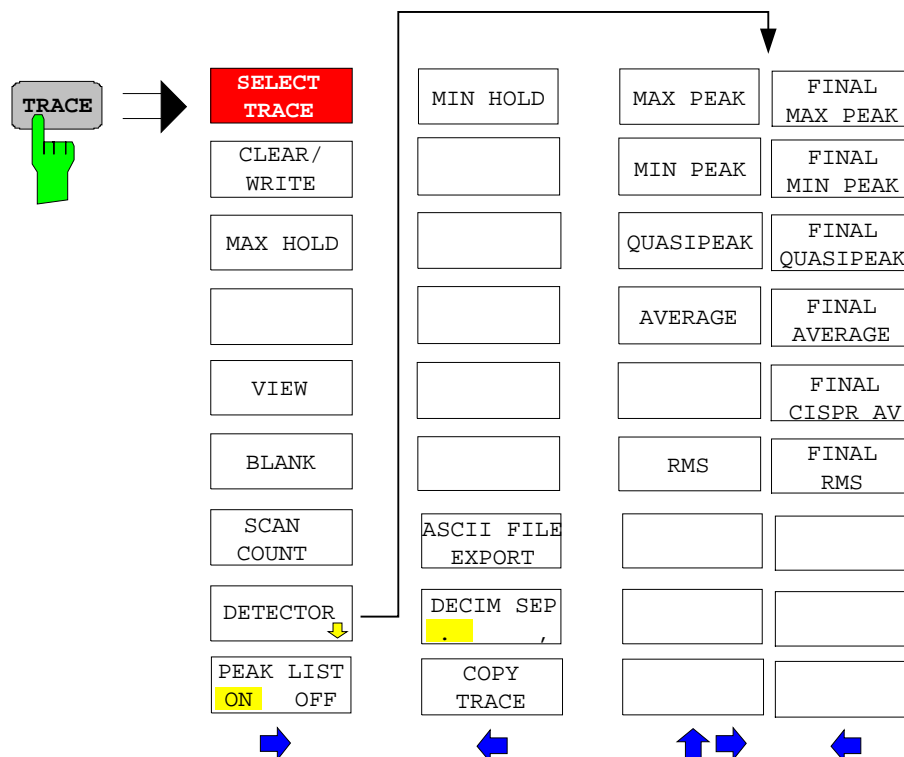 TRACE
SELECT
TRACE
CLEAR/
WRITE
MAX HOLD
VIEW
BLANK
SCAN
COUNT
DETECTOR
PEAK LIST
ON OFF
MIN HOLD
ASCII FILE
EXPORT
DECIM SEP
. ,
COPY
TRACE
MAX PEAK
MIN PEAK
QUASIPEAK
AVERAGE
RMS
FINAL
MAX PEAK
FINAL
MIN PEAK
FINAL
QUASIPEAK
FINAL
AVERAGE
FINAL
CISPR AV
FINAL
RMS